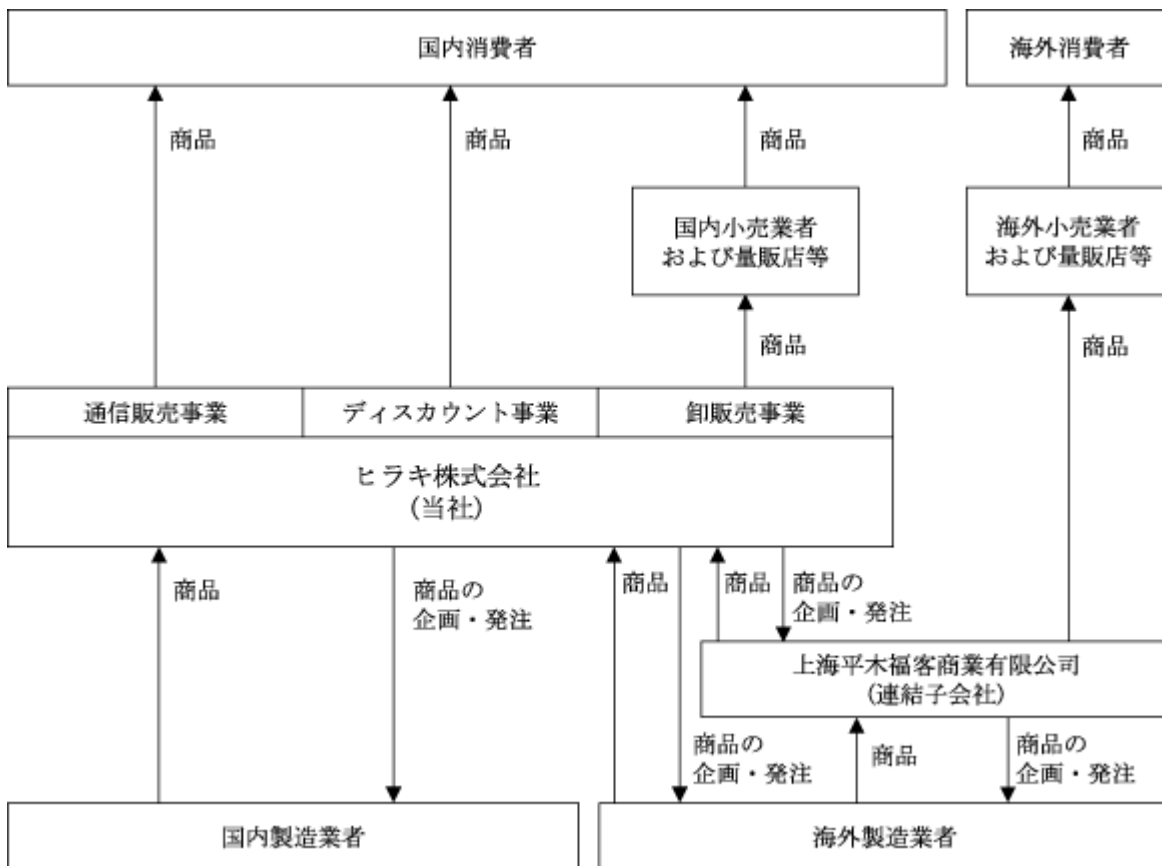 国内消費者
海外消費者
商品
商品
商品
商品
国内小売業者
および量販店等
海外小売業者
および量販店等
商品
商品
通信販売事業
ディスカウント事業
卸販売事業
ヒラキ株式会社
(当社)
商品
商品の
企画・発注
商品
商品
商品の
企画・発注
上海平木福客商業有限公司
(連結子会社)
商品の
企画・発注
商品
商品の
企画・発注
国内製造業者
海外製造業者